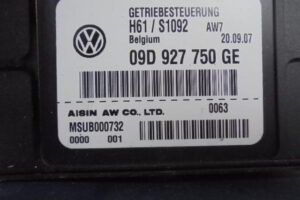 GETRIEBESTEUERUNG
H61 / S1092 AW7
Belgium 20.09.07
09D 927 750 GE
0063
AISIN AW CO., LTD.
MSUB000732
0000 001